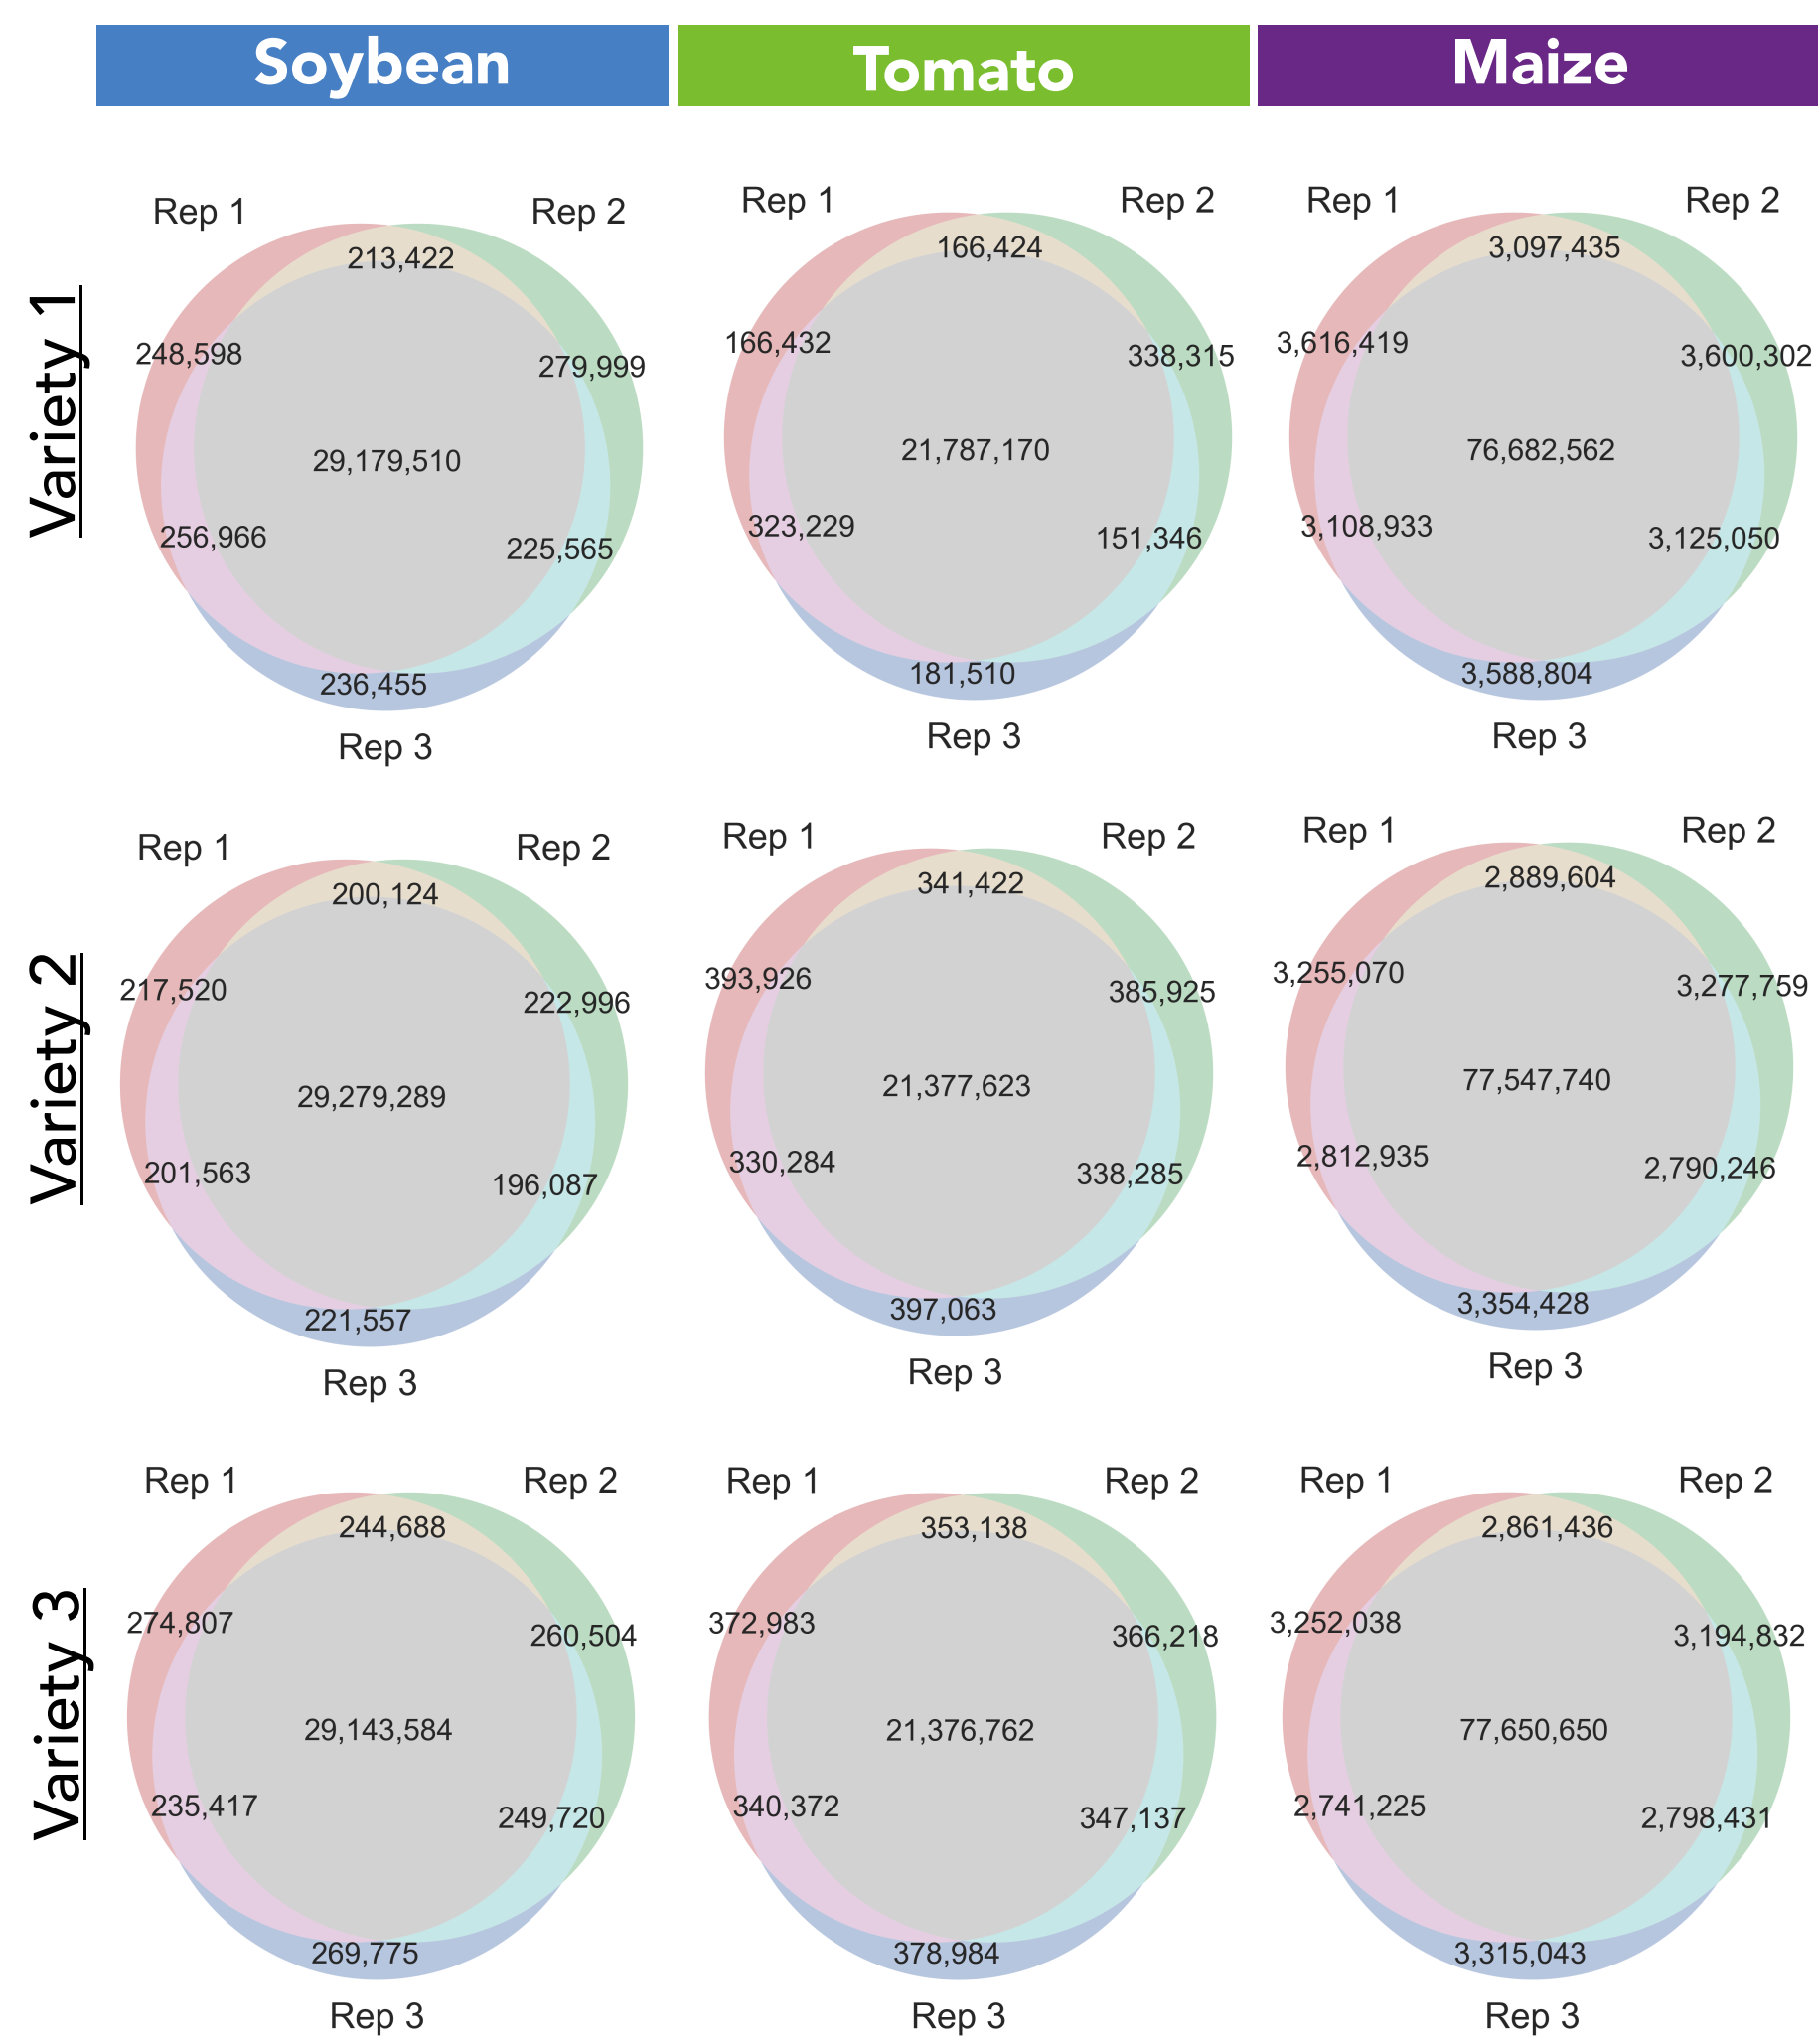 Soybean
Tomato
Maize
Variety 1
Rep 1
Rep 2
213,422
248,598
279,999
29,179,510
256,966
225,565
236,455
Rep 3
Rep 1
Rep 2
166,424
166,432
338,315
21,787,170
323,229
151,346
181,510
Rep 3
Rep 1
Rep 2
3,097,435
3,616,419
3,600,302
76,682,562
3,108,933
3,125,050
3,588,804
Rep 3
Variety 2
Rep 1
Rep 2
200,124
217,520
222,996
29,279,289
201,563
196,087
221,557
Rep 3
Rep 1
Rep 2
341,422
393,926
385,925
21,377,623
330,284
338,285
397,063
Rep 3
Rep 1
Rep 2
2,889,604
3,255,070
3,277,759
77,547,740
2,812,935
2,790,246
3,354,428
Rep 3
Variety 3
Rep 1
Rep 2
244,688
274,807
260,504
29,143,584
235,417
249,720
269,775
Rep 3
Rep 1
Rep 2
353,138
372,983
366,218
21,376,762
340,372
347,137
378,984
Rep 3
Rep 1
Rep 2
2,861,436
3,252,038
3,194,832
77,650,650
2,741,225
2,798,431
3,315,043
Rep 3